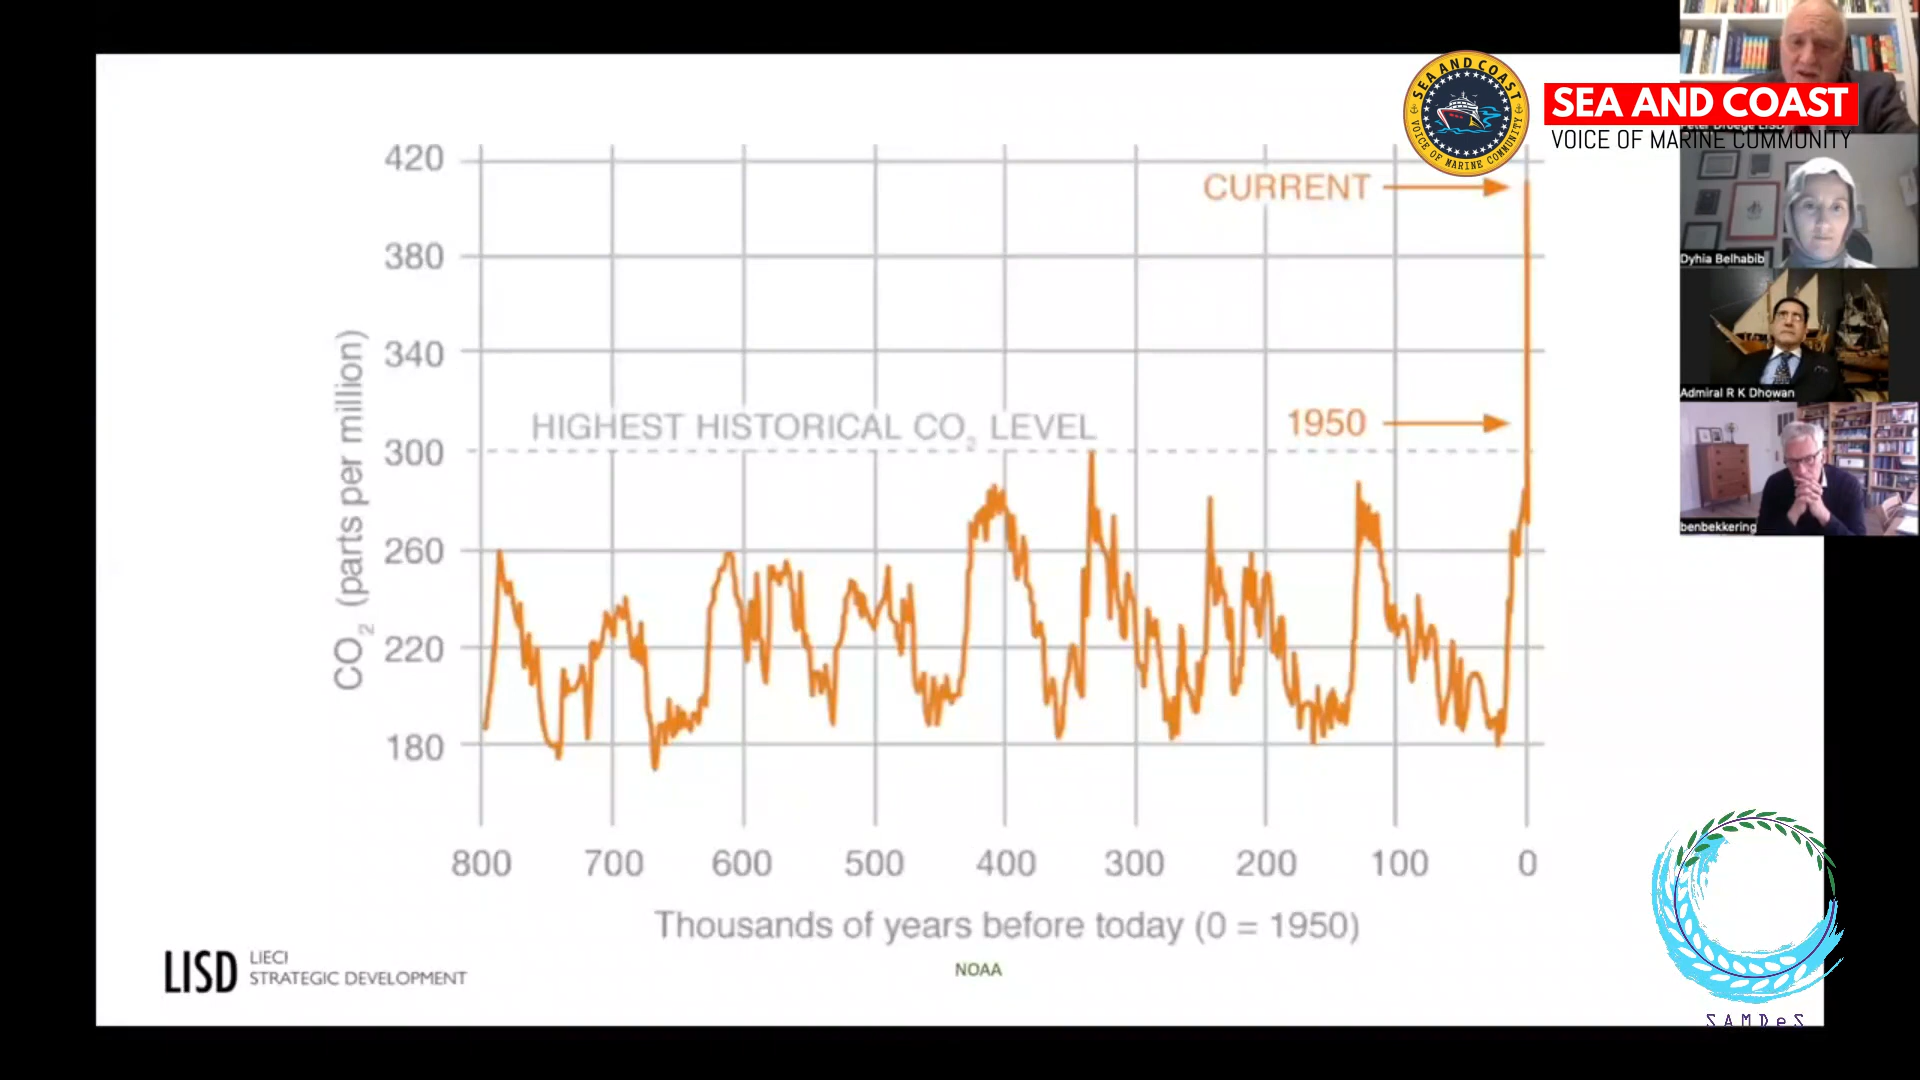 SEA AND COAST
VOICE OF MARINE COMMUNITY
SEA AND COAST
VOICE OF MARINE COMMUNITY
Dyhia Belhabib
Admiral R K Dhowan
benbekkering
420
380
340
300
260
220
180
CO2 (parts per million)
CURRENT
1950
HIGHEST HISTORICAL CO2 LEVEL
800 700 600 500 400 300 200 100 0
Thousands of years before today (0 = 1950)
NOAA
LISD
LIECI
STRATEGIC DEVELOPMENT
SAMDeS